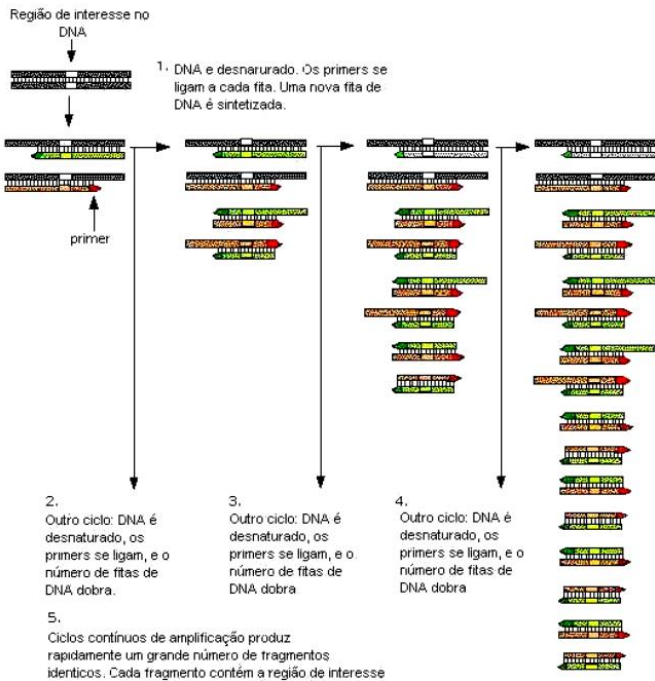 Região de interesse no
DNA
1. DNA e desnarurado. Os primers se
ligam a cada fita. Uma nova fita de
DNA é sintetizada.
primer
2.
Outro ciclo: DNA é
desnaturado, os
primers se ligam, e o
número de fitas de
DNA dobra.
3.
Outro ciclo: DNA é
desnaturado, os
primers se ligam, e o.
número de fitas de
DNA dobra
4.
Outro ciclo: DNA é
desnaturado, os
primers se ligam, e o
número de fitas de
DNA dobra
5.
Ciclos contínuos de amplificação produz
rapidamente um grande número de fragmentos
identicos. Cada fragmento contém a região de interesse